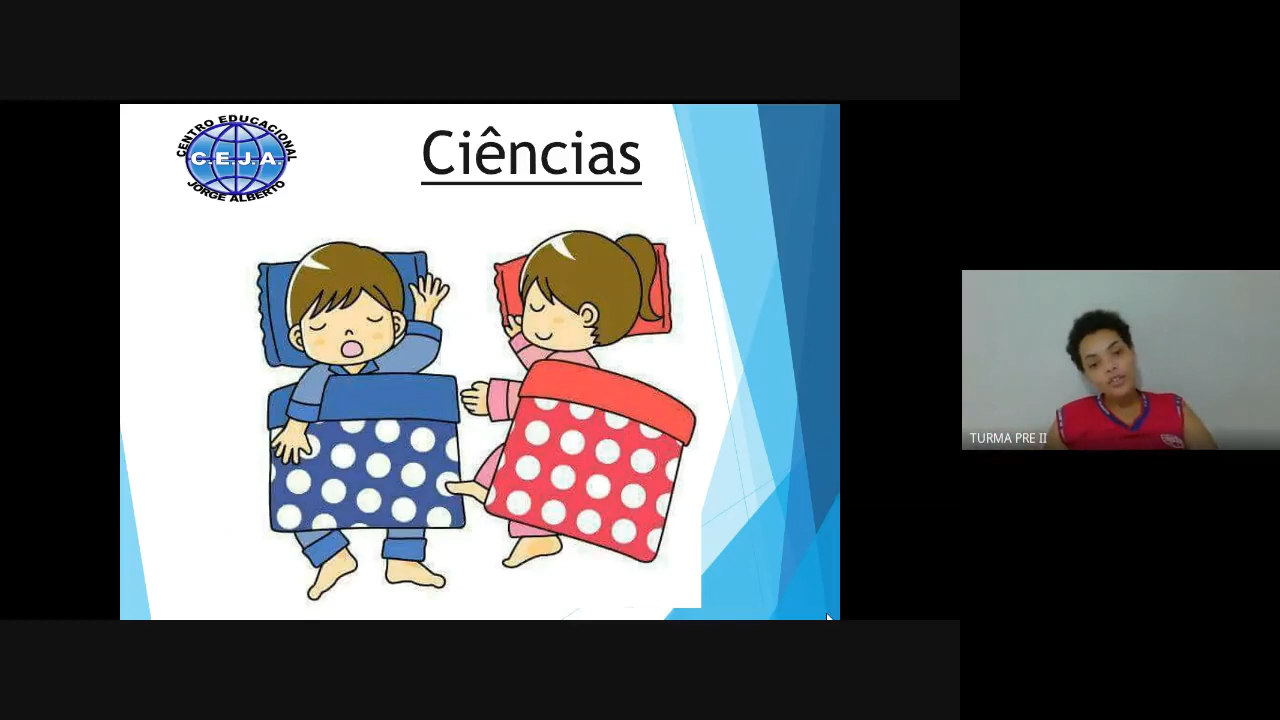 CENTRO EDUCACIONAL
C.E.J.A.
JORGE ALBERTO
Ciências
TURMA PRE II